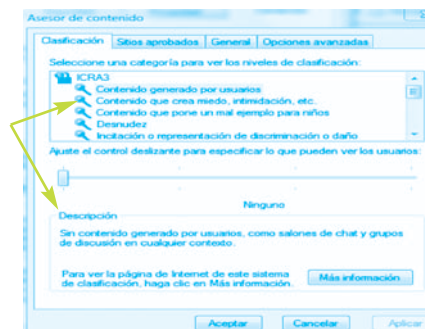 Asesor de contenido
Clasificación Sitios aprobados General Opciones avanzadas
Seleccione una categoría para ver los niveles de clasificación:
ICRA3
Contenido generado por usuarios
Contenido que crea miedo, intimidación, etc.
Contenido que pone un mal ejemplo para niños
Desnudez
Incitación o representación de discriminación o daño
Ajuste el control deslizante para especificar lo que pueden ver los usuarios:
Ninguno
Descripción
Sin contenido generado por usuarios, como salones de chat y grupos
de discusión en cualquier contexto.
Para ver la página de Internet de este sistema
de clasificación, haga clic en Más información.
Más información
Aceptar Cancelar Aplicar